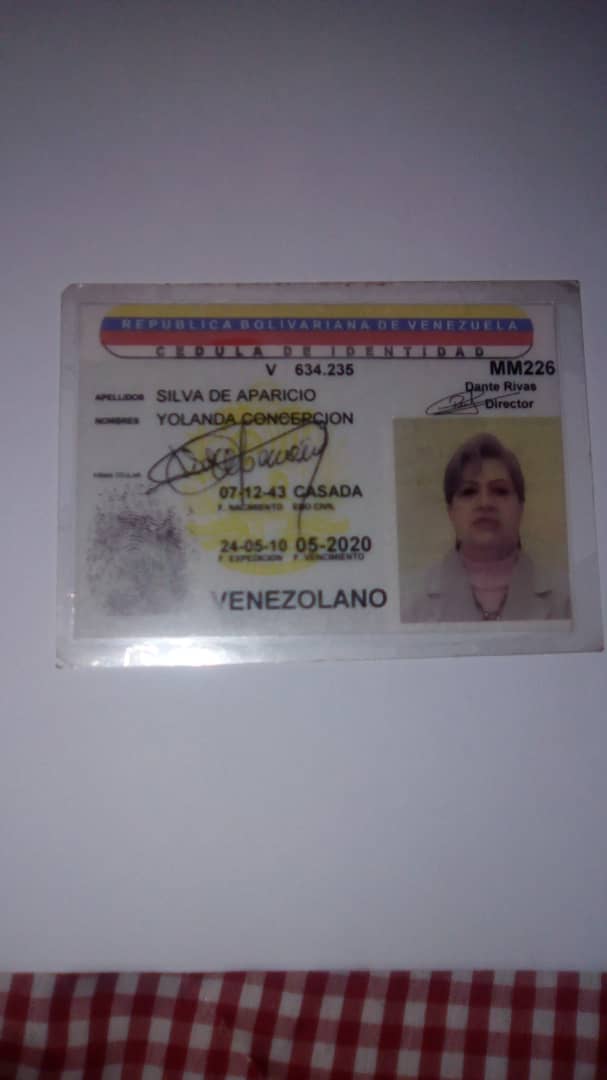 REPUBLICA BOLIVARIANA DE VENEZUELA
CEDULA DE IDENTIDAD
V 634.235 MM226
Dante Rivas
Director
APELLIDOS SILVA DE APARICIO
NOMBRES YOLANDA CONCEPCION
FIRMA TITULAR
07-12-43 CASADA
F. NACIMIENTO EDO CIVIL
24-05-10 05-2020
F. EXPEDICION F. VENCIMIENTO
VENEZOLANO